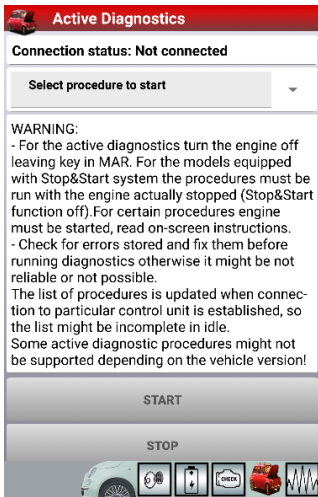 Active Diagnostics
Connection status: Not connected
Select procedure to start
WARNING:
- For the active diagnostics turn the engine off
leaving key in MAR. For the models equipped
with Stop&Start system the procedures must be
run with the engine actually stopped (Stop&Start
function off).For certain procedures engine
must be started, read on-screen instructions.
- Check for errors stored and fix them before
running diagnostics otherwise it might be not
reliable or not possible.
The list of procedures is updated when connec-
tion to particular control unit is established, so
the list might be incomplete in idle.
Some active diagnostic procedures might not
be supported depending on the vehicle version!
START
STOP
CHECK